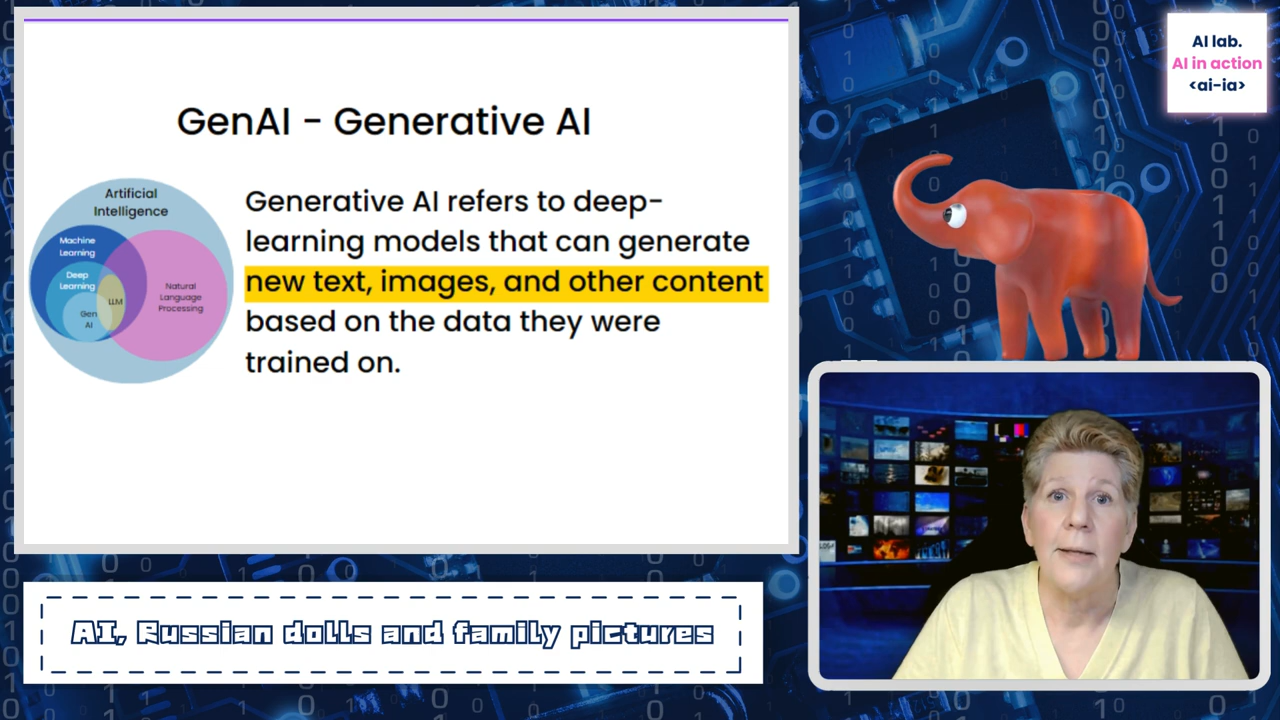 GenAI - Generative AI
Artificial
Intelligence
Machine
Learning
Deep
Learning
LLM
Gen
AI
Natural
Language
Processing
Generative AI refers to deep-
learning models that can generate
new text, images, and other content
based on the data they were
trained on.
AI lab.
AI in action
<ai-ia>
AI, Russian dolls and family pictures